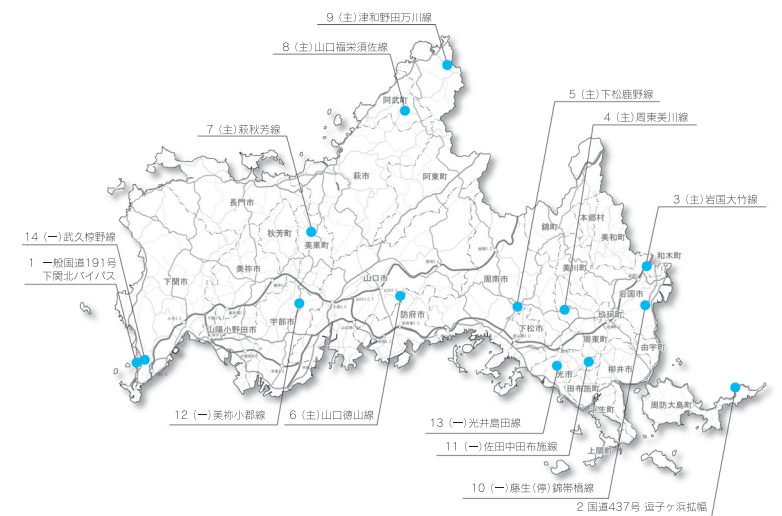 9 (主)津和野田万川線
8 (主)山口福栄須佐線
7 (主)萩秋芳線
5 (主)下松鹿野線
4 (主)周東美川線
3 (主)岩国大竹線
14 (一)武久椋野線
1 一般国道191号
下関北バイパス
阿武町
萩市
阿東町
長門市
秋芳町
美東町
美祢市
下関市
山口市
宇部市
山陽小野田市
防府市
周南市
下松市
錦町
本郷村
美和町
和木町
美川町
岩国市
玖珂町
周東町
由宇町
光市
柳井市
田布施町
平生町
周防大島町
上関町
12 (一)美祢小郡線
6 (主)山口徳山線
13 (一)光井島田線
11 (一)佐田中田布施線
10 (一)藤生(停)錦帯橋線
2 国道437号 逗子ヶ浜拡幅